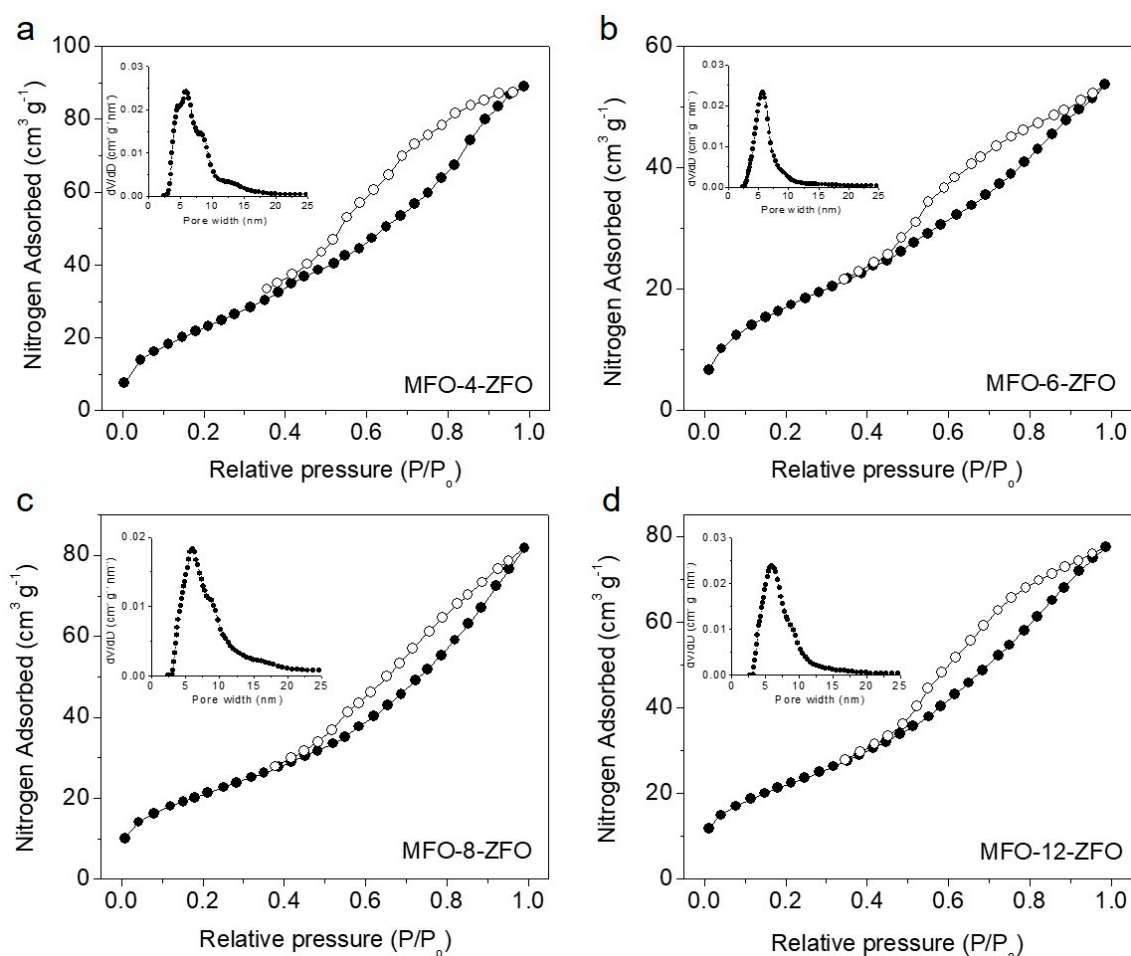 a
100
80
60
40
20
0
Nitrogen Adsorbed (cm³ g⁻¹)
0.03
0.02
0.01
0.00
dV/dD (cm³ g⁻¹ nm⁻¹)
0 5 10 15 20 25
Pore width (nm)
MFO-4-ZFO
0.0 0.2 0.4 0.6 0.8 1.0
Relative pressure (P/Pₒ)
b
60
40
20
0
Nitrogen Adsorbed (cm³ g⁻¹)
0.03
0.02
0.01
0.00
dV/dD (cm³ g⁻¹ nm⁻¹)
0 5 10 15 20 25
Pore width (nm)
MFO-6-ZFO
0.0 0.2 0.4 0.6 0.8 1.0
Relative pressure (P/Pₒ)
c
80
60
40
20
0
Nitrogen Adsorbed (cm³ g⁻¹)
0.02
0.01
0.00
dV/dD (cm³ g⁻¹ nm⁻¹)
0 5 10 15 20 25
Pore width (nm)
MFO-8-ZFO
0.0 0.2 0.4 0.6 0.8 1.0
Relative pressure (P/Pₒ)
d
80
60
40
20
0
Nitrogen Adsorbed (cm³ g⁻¹)
0.03
0.02
0.01
0.00
dV/dD (cm³ g⁻¹ nm⁻¹)
0 5 10 15 20 25
Pore width (nm)
MFO-12-ZFO
0.0 0.2 0.4 0.6 0.8 1.0
Relative pressure (P/Pₒ)